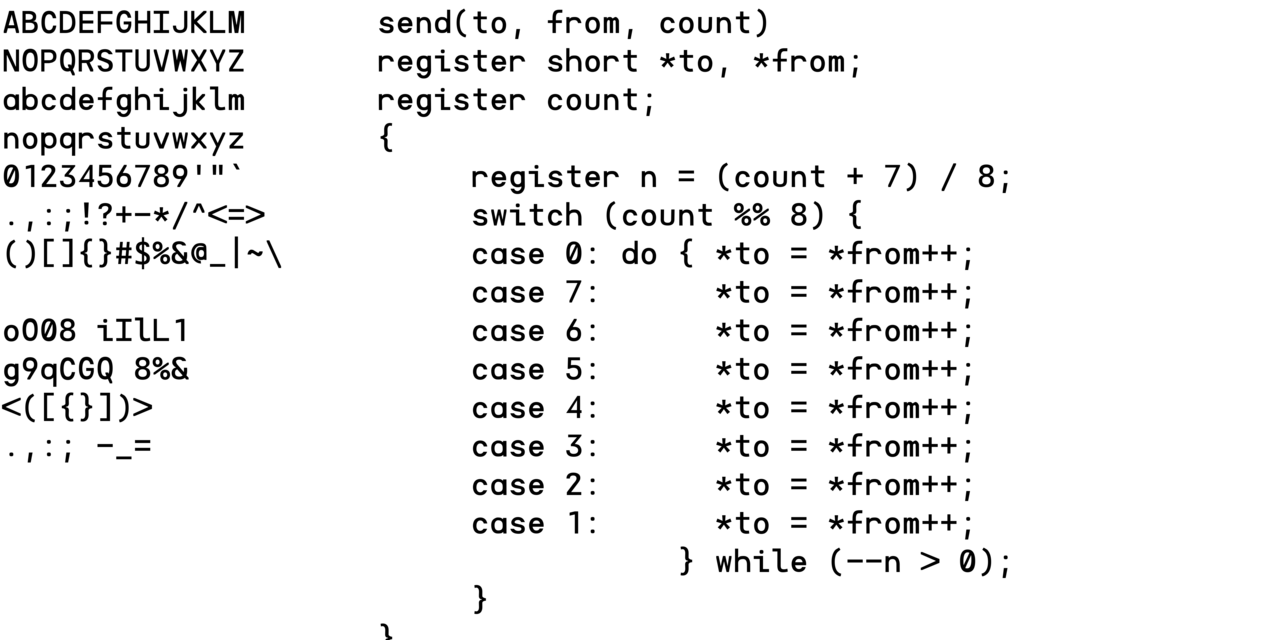 ABCDEFGHIJKLM
NOPQRSTUVWXYZ
abcdefghijklm
nopqrstuvwxyz
0123456789'"`
.,:;!?+-*/^<=>
()[]{}#$%&@_|~\
oO08 iIlL1
g9qCGQ 8%&
<([{}])>
.,:; -_=
send(to, from, count)
register short *to, *from;
register count;
{
    register n = (count + 7) / 8;
    switch (count %% 8) {
    case 0: do { *to = *from++;
    case 7:      *to = *from++;
    case 6:      *to = *from++;
    case 5:      *to = *from++;
    case 4:      *to = *from++;
    case 3:      *to = *from++;
    case 2:      *to = *from++;
    case 1:      *to = *from++;
               } while (--n > 0);
    }
}